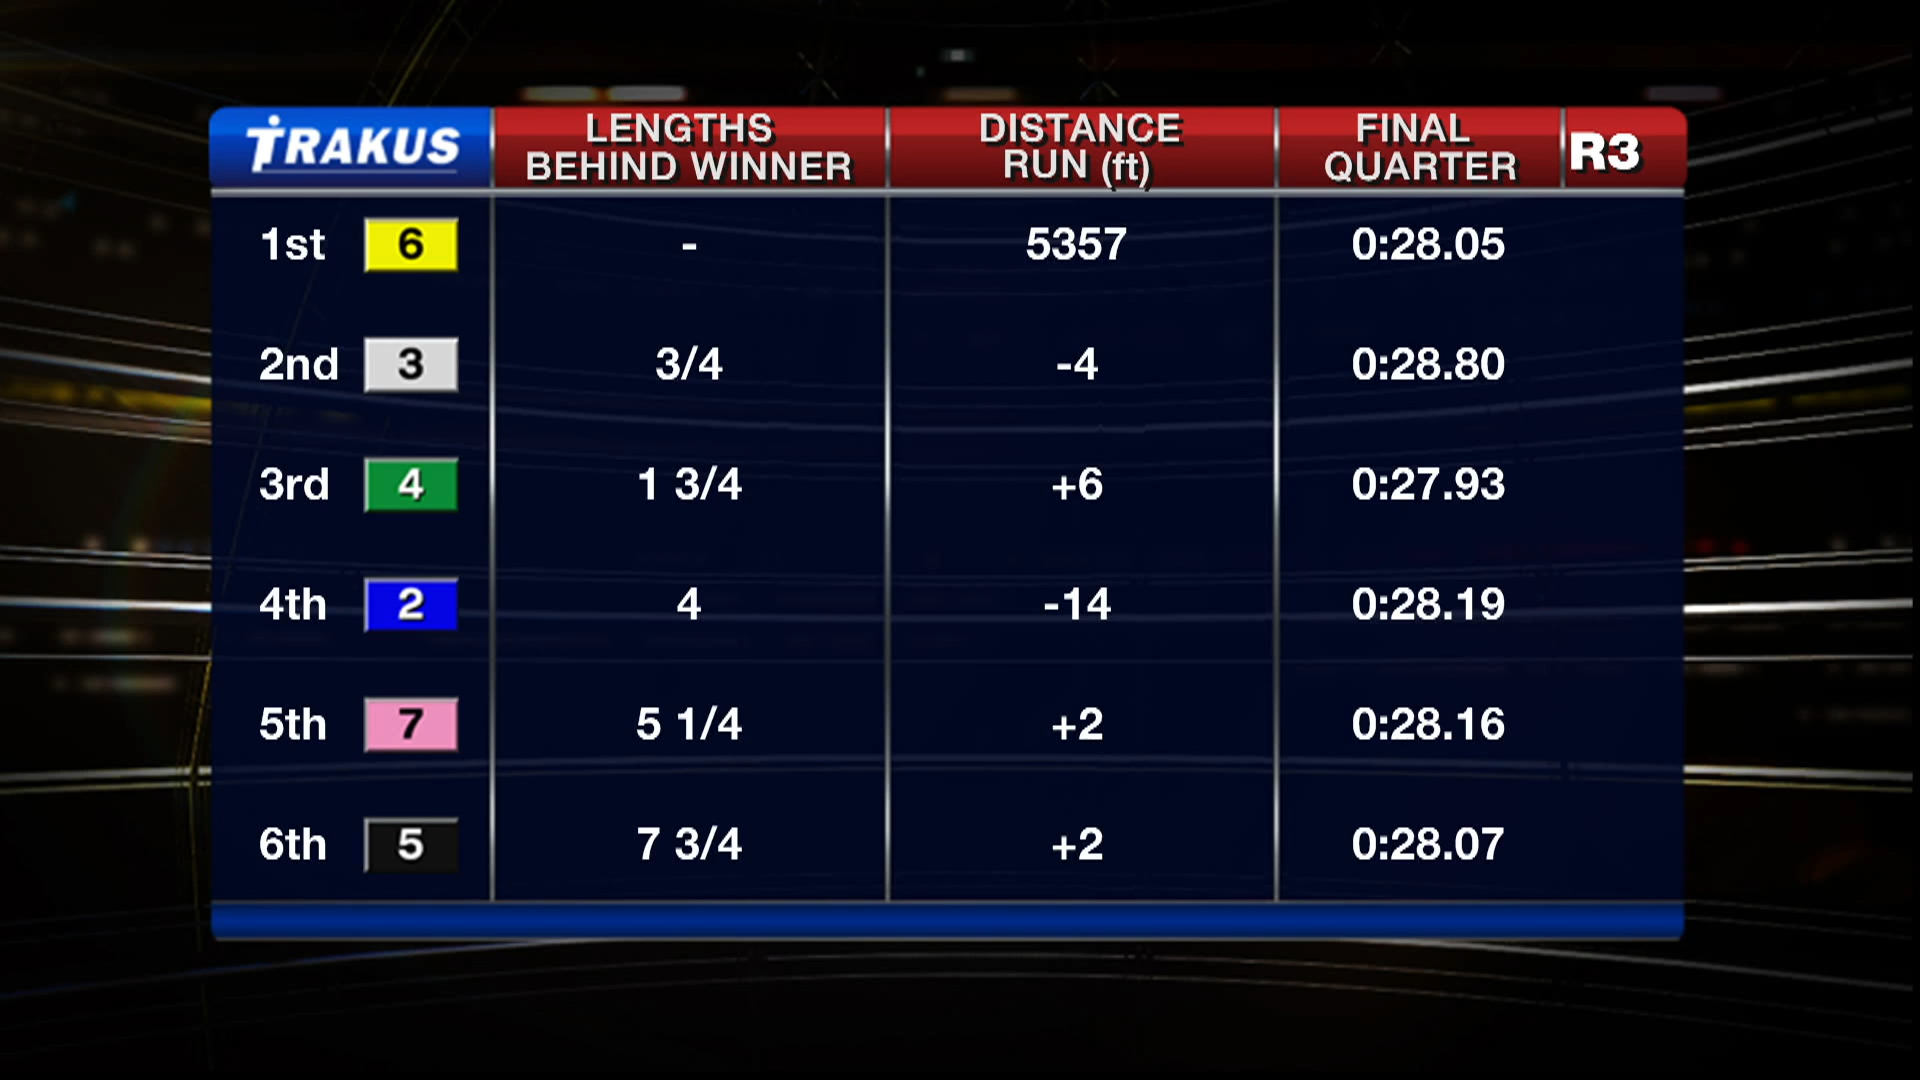 TRAKUS
LENGTHS
BEHIND WINNER
DISTANCE
RUN (ft)
FINAL
QUARTER
R3
1st 6 - 5357 0:28.05
2nd 3 3/4 -4 0:28.80
3rd 4 1 3/4 +6 0:27.93
4th 2 4 -14 0:28.19
5th 7 5 1/4 +2 0:28.16
6th 5 7 3/4 +2 0:28.07